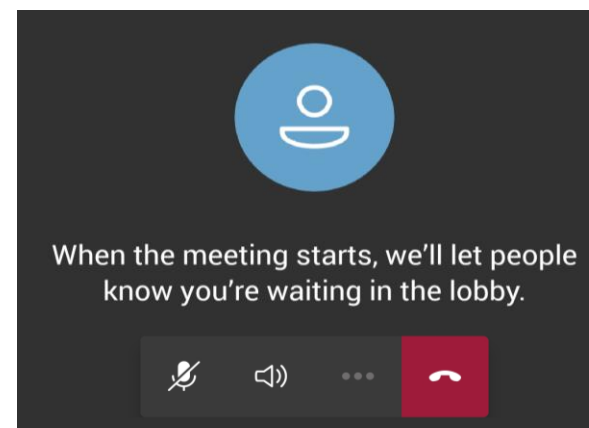 When the meeting starts, we'll let people
know you're waiting in the lobby.